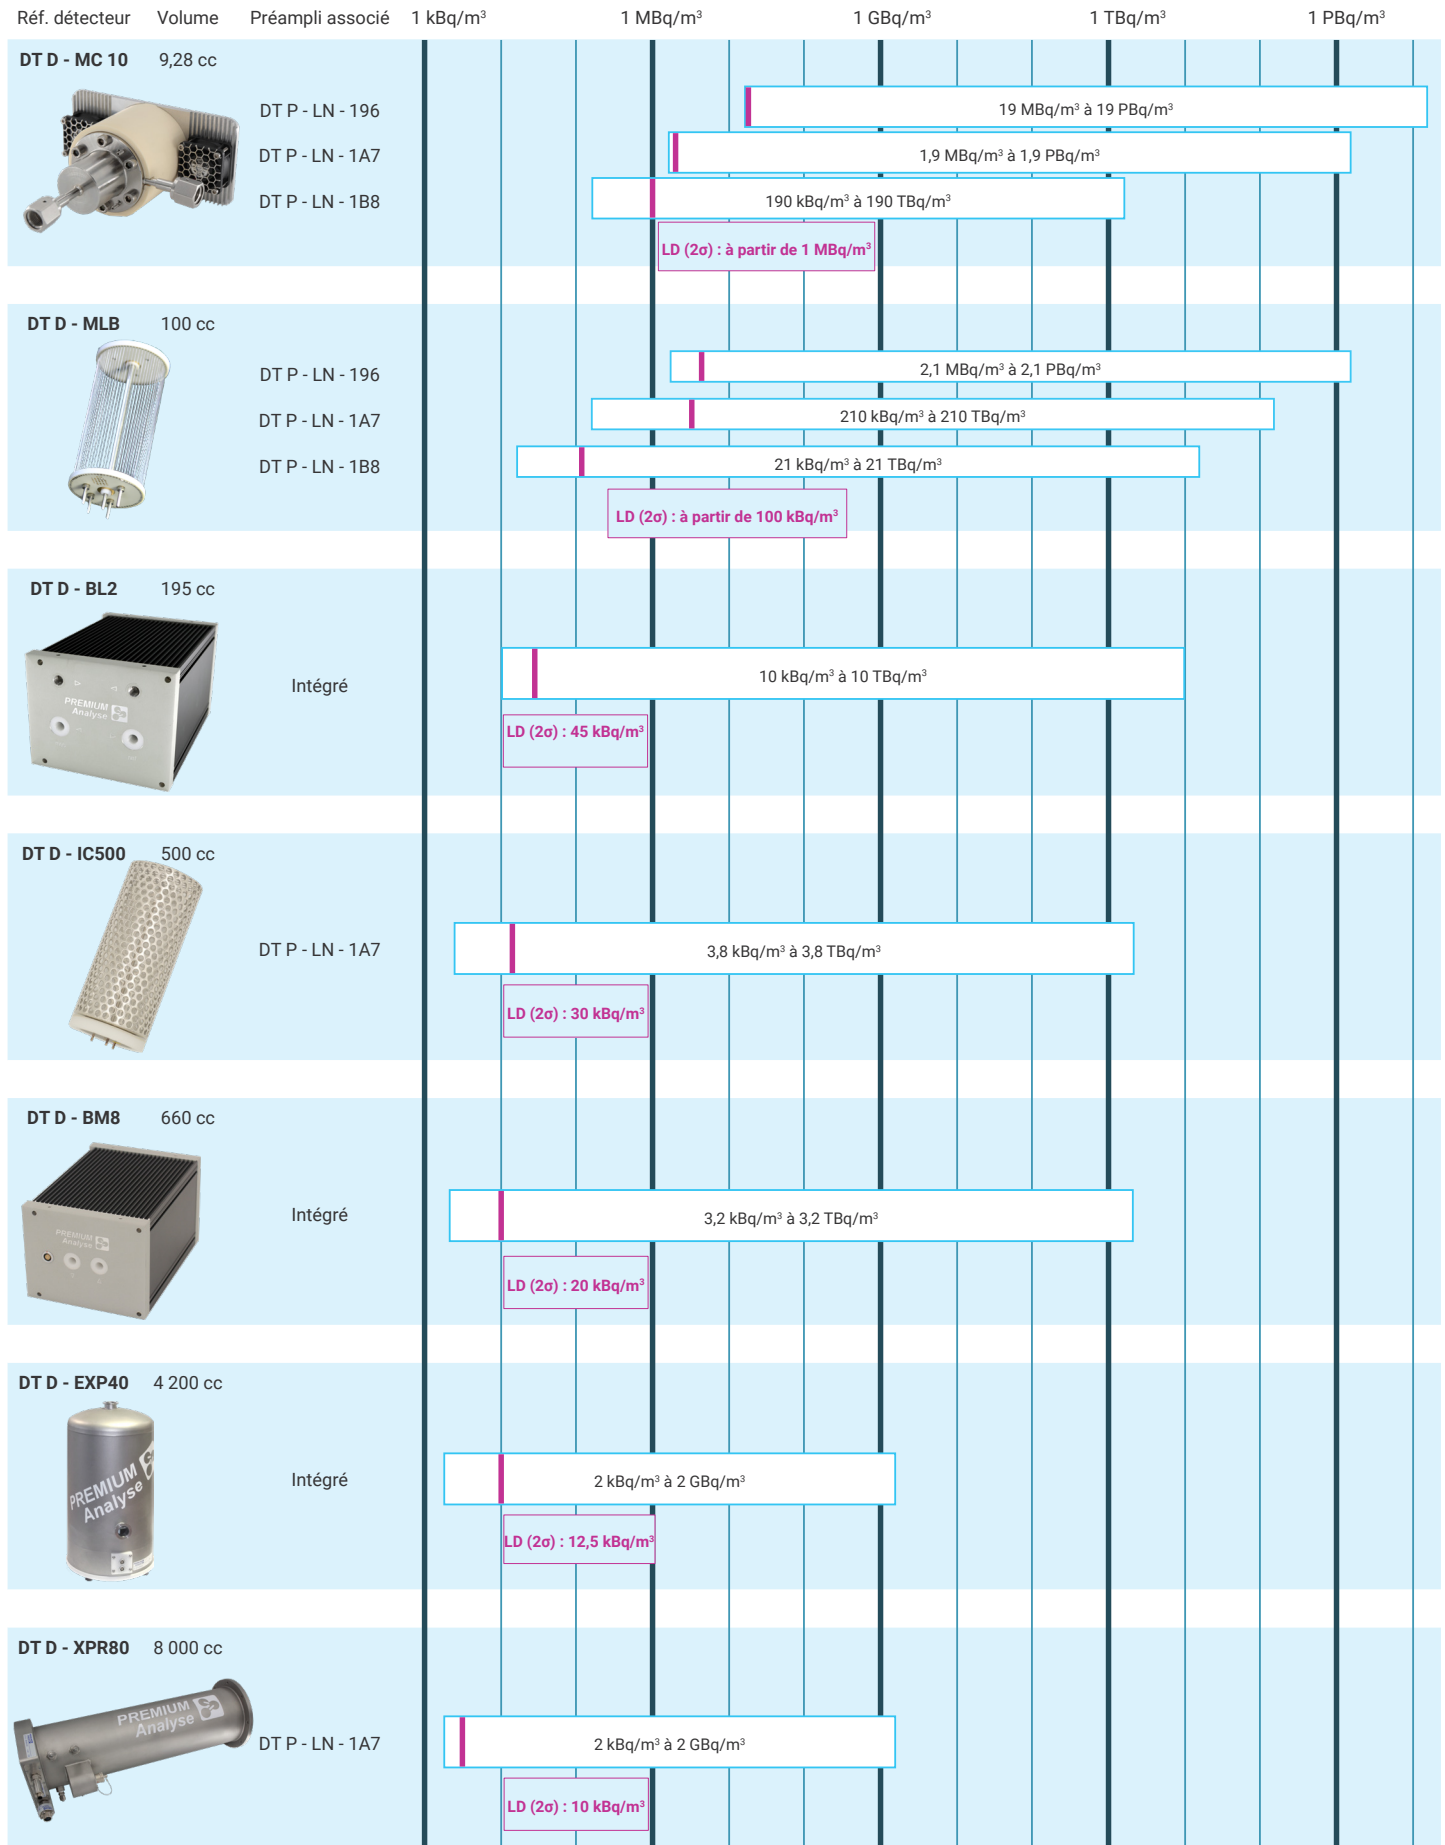 Réf. détecteur Volume Préampli associé 1 kBq/m³ 1 MBq/m³ 1 GBq/m³ 1 TBq/m³ 1 PBq/m³
DT D - MC 10 9,28 cc
DT P - LN - 196 19 MBq/m³ à 19 PBq/m³
DT P - LN - 1A7 1,9 MBq/m³ à 1,9 PBq/m³
DT P - LN - 1B8 190 kBq/m³ à 190 TBq/m³
LD (2σ) : à partir de 1 MBq/m³
DT D - MLB 100 cc
DT P - LN - 196 2,1 MBq/m³ à 2,1 PBq/m³
DT P - LN - 1A7 210 kBq/m³ à 210 TBq/m³
DT P - LN - 1B8 21 kBq/m³ à 21 TBq/m³
LD (2σ) : à partir de 100 kBq/m³
DT D - BL2 195 cc
PREMIUM
Analyse
Intégré 10 kBq/m³ à 10 TBq/m³
LD (2σ) : 45 kBq/m³
DT D - IC500 500 cc
DT P - LN - 1A7 3,8 kBq/m³ à 3,8 TBq/m³
LD (2σ) : 30 kBq/m³
DT D - BM8 660 cc
PREMIUM
Analyse
Intégré 3,2 kBq/m³ à 3,2 TBq/m³
LD (2σ) : 20 kBq/m³
DT D - EXP40 4 200 cc
PREMIUM
Analyse
Intégré 2 kBq/m³ à 2 GBq/m³
LD (2σ) : 12,5 kBq/m³
DT D - XPR80 8 000 cc
PREMIUM
Analyse
DT P - LN - 1A7 2 kBq/m³ à 2 GBq/m³
LD (2σ) : 10 kBq/m³